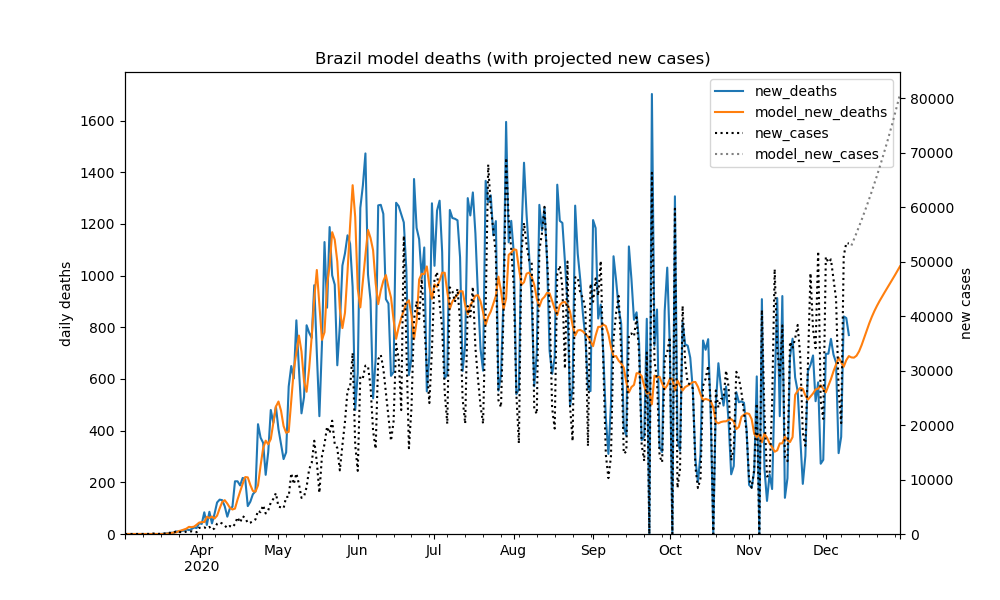 Brazil model deaths (with projected new cases)
new_deaths
model_new_deaths
new_cases
model_new_cases
daily deaths
1600
1400
1200
1000
800
600
400
200
0
new cases
80000
70000
60000
50000
40000
30000
20000
10000
0
Apr May Jun Jul Aug Sep Oct Nov Dec
2020